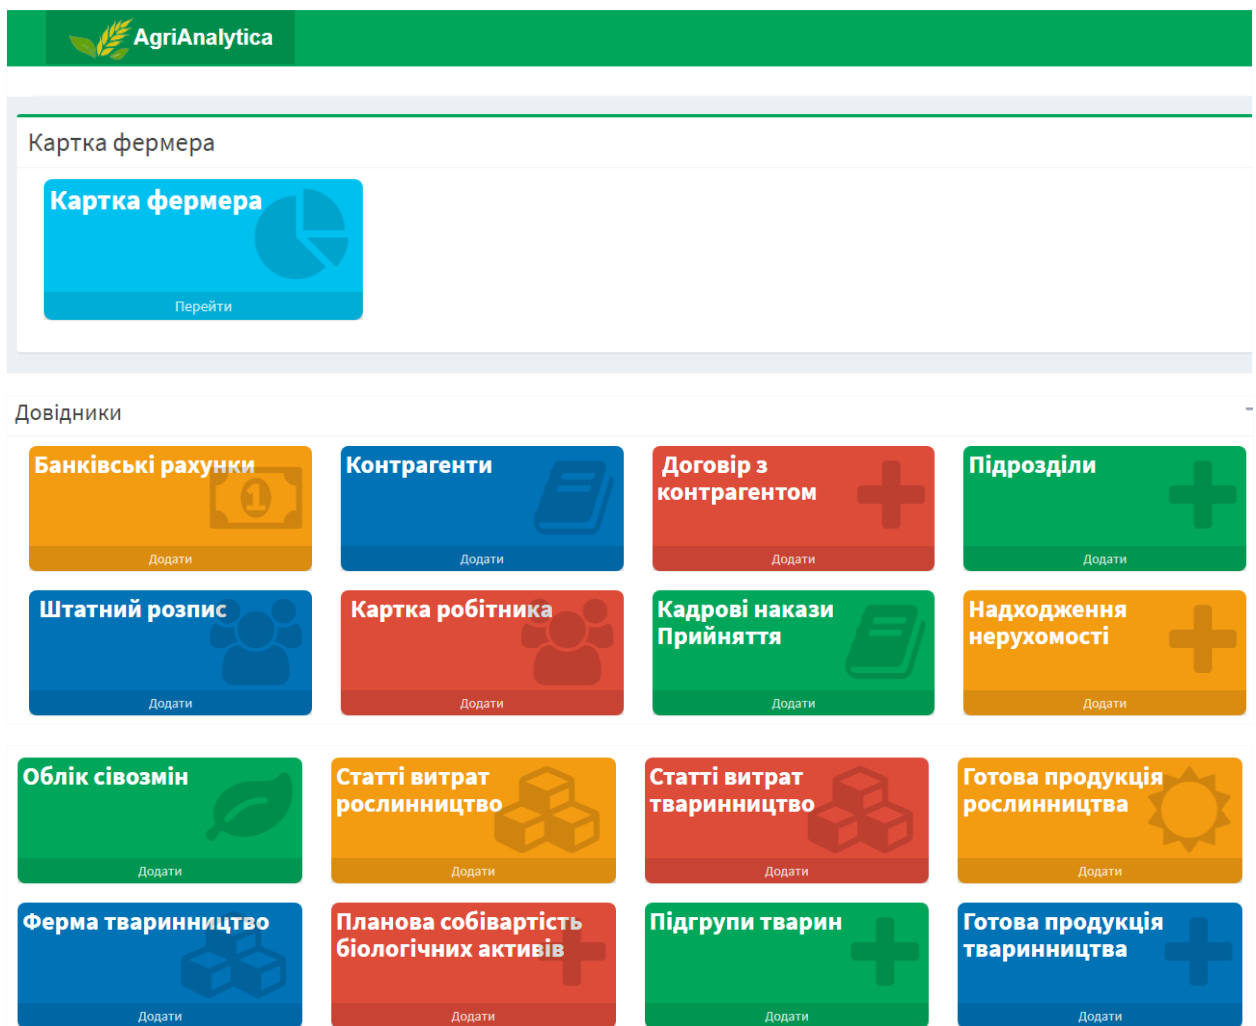 AgriAnalytica
Картка фермера
Картка фермера
Перейти
Довідники
Банківські рахунки
1
Додати
Контрагенти
Додати
Договір з
контрагентом
Додати
Підрозділи
Додати
Штатний розпис
Додати
Картка робітника
Додати
Кадрові накази
Прийняття
Додати
Надходження
нерухомості
Додати
Облік сівозмін
Додати
Статті витрат
рослинництво
Додати
Статті витрат
тваринництво
Додати
Готова продукція
рослинництва
Додати
Ферма тваринництво
Додати
Планова собівартість
біологічних активів
Додати
Підгрупи тварин
Додати
Готова продукція
тваринництва
Додати